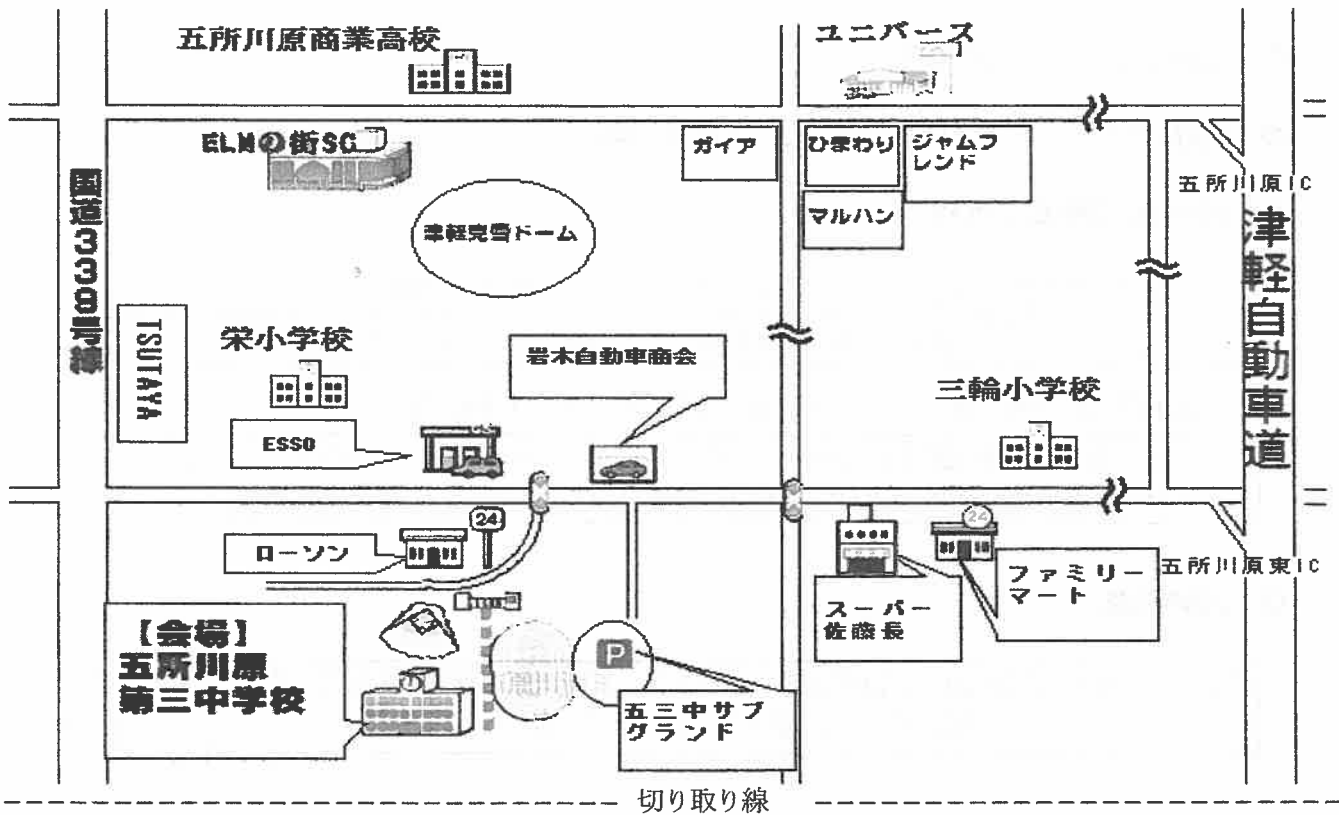 五所川原商業高校
ユニバース
ELMの街SC
ガイア
ひまわり
ジャムフ
レンド
五所川原IC
マルハン
国道338号線
津軽自動車道
津軽克雪ドーム
TSUTAYA
栄小学校
岩木自動車商会
三輪小学校
ESSO
24
24
ローソン
ファミリー
マート
五所川原東IC
スーパー
佐藤長
【会場】
五所川原
第三中学校
P
五三中サブ
グランド
切り取り線